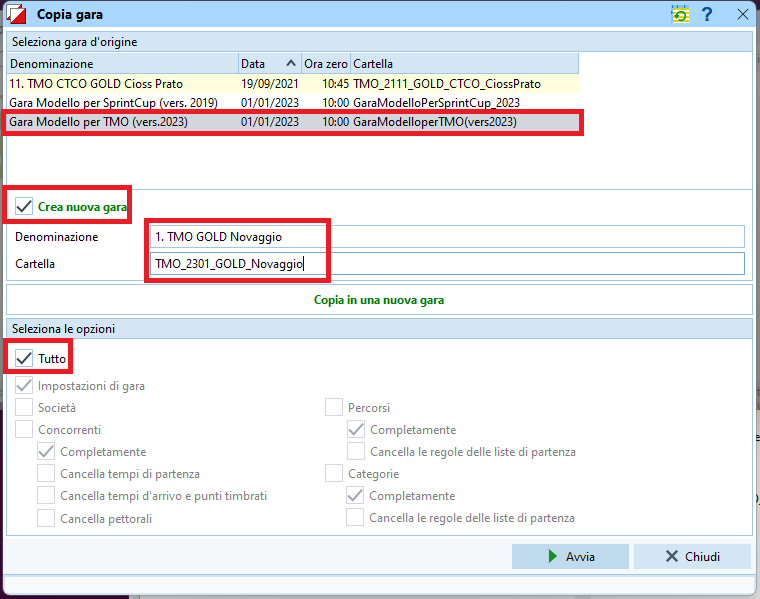 Copia gara
?
Seleziona gara d'origine
Denominazione Data Ora zero Cartella
11. TMO CTCO GOLD Cioss Prato 19/09/2021 10:45 TMO_2111_GOLD_CTCO_CiossPrato
Gara Modello per SprintCup (vers. 2019) 01/01/2023 10:00 GaraModelloPerSprintCup_2023
Gara Modello per TMO (vers.2023) 01/01/2023 10:00 GaraModelloperTMO(vers2023)
Crea nuova gara
Denominazione 1. TMO GOLD Novaggio
Cartella TMO_2301_GOLD_Novaggio
Copia in una nuova gara
Seleziona le opzioni
Tutto
Impostazioni di gara
Società Percorsi
Concorrenti Completamente
Completamente Cancella le regole delle liste di partenza
Cancella tempi di partenza Categorie
Cancella tempi d'arrivo e punti timbrati Completamente
Cancella pettorali Cancella le regole delle liste di partenza
Avvia Chiudi